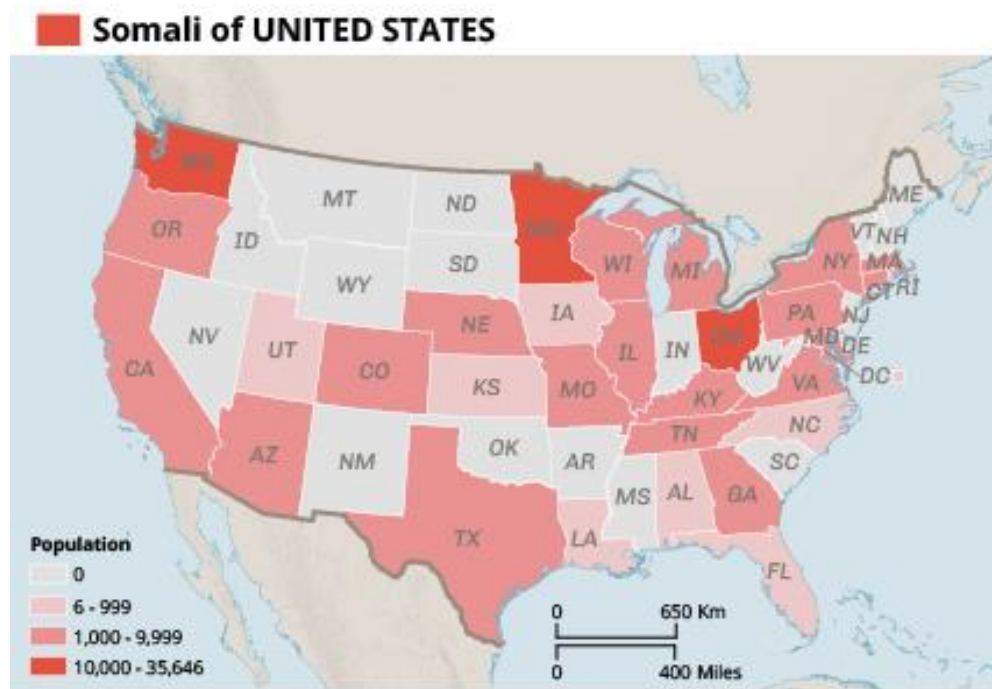 Somali of UNITED STATES
WA
MT
ND
MN
ME
OR
ID
VT
NH
WY
SD
WI
MI
NY
MA
CT
RI
NV
UT
NE
IA
PA
NJ
CA
CO
KS
IL
IN
OH
WV
MD
DE
DC
MO
KY
VA
AZ
NM
OK
AR
TN
NC
SC
TX
LA
MS
AL
GA
FL
Population
0
6 - 999
1,000 - 9,999
10,000 - 35,646
0 650 Km
0 400 Miles